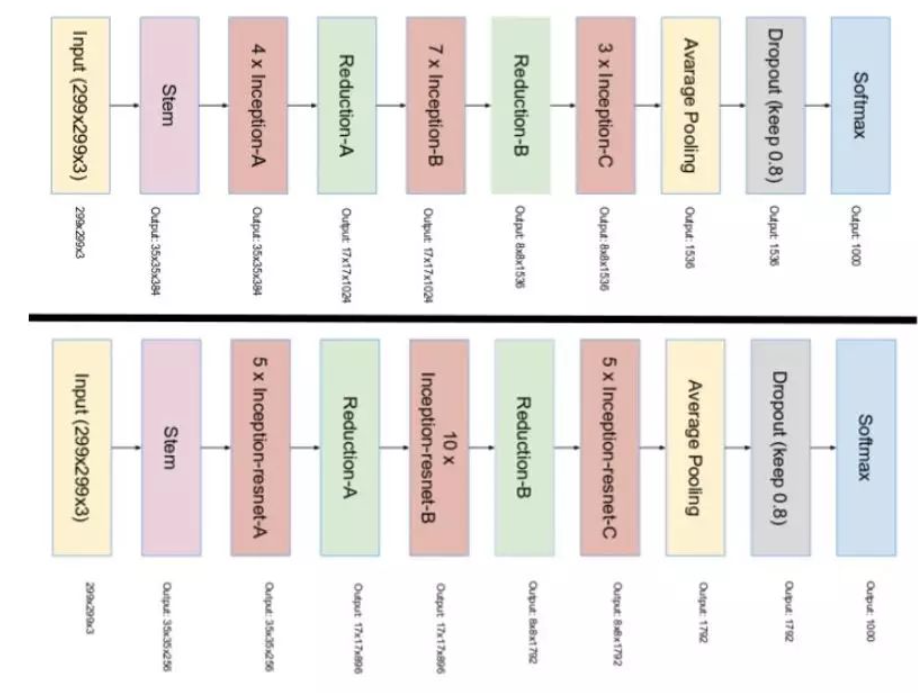 Input (299x299x3)
Stem
4 x Inception-A
Reduction-A
7 x Inception-B
Reduction-B
3 x Inception-C
Avarage Pooling
Dropout (keep 0.8)
Softmax
299x299x3
Output: 35x35x384
Output: 35x35x384
Output: 17x17x1024
Output: 17x17x1024
Output: 8x8x1536
Output: 8x8x1536
Output: 1536
Output: 1536
Output: 1000
Input (299x299x3)
Stem
5 x Inception-resnet-A
Reduction-A
10 x
Inception-resnet-B
Reduction-B
5 x Inception-resnet-C
Average Pooling
Dropout (keep 0.8)
Softmax
299x299x3
Output: 35x35x256
Output: 35x35x256
Output: 17x17x896
Output: 17x17x896
Output: 8x8x1792
Output: 8x8x1792
Output: 1792
Output: 1792
Output: 1000